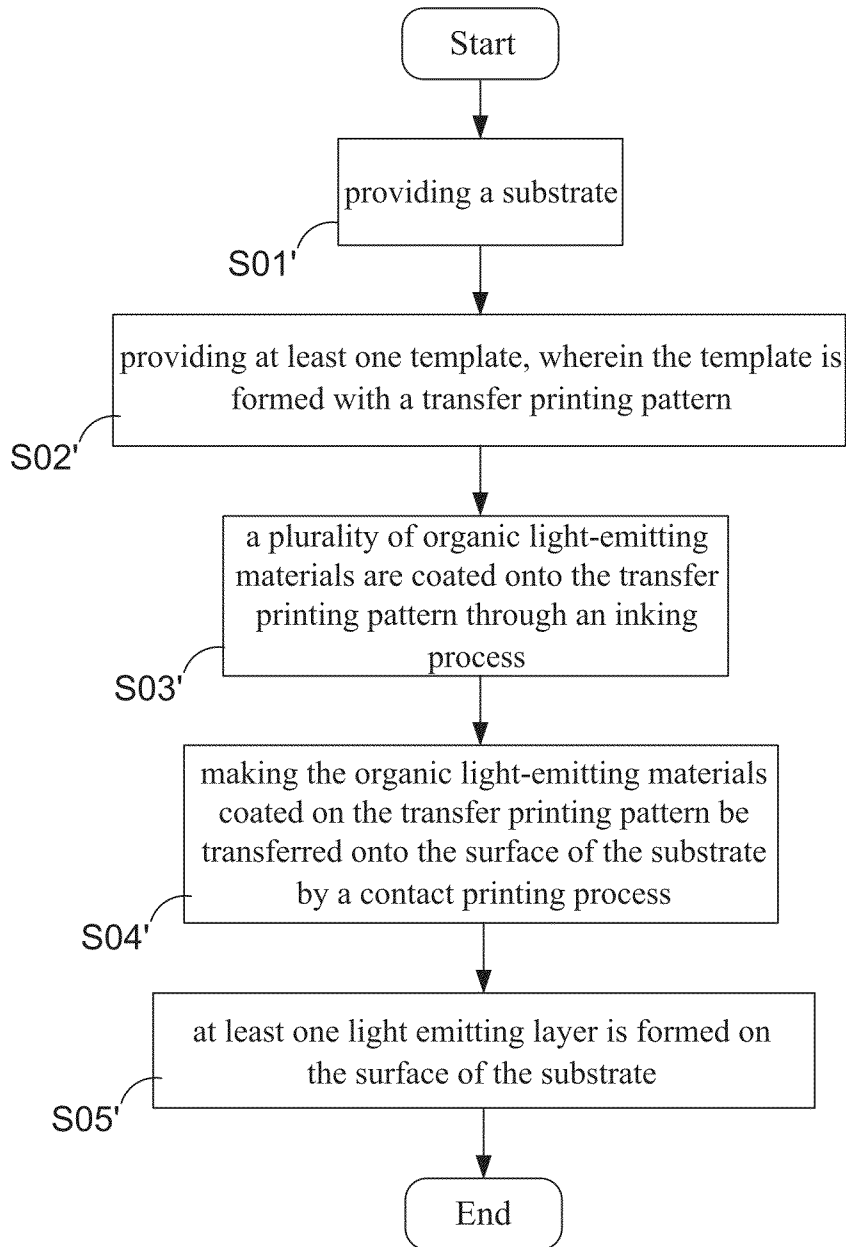 Start
providing a substrate
S01'
providing at least one template, wherein the template is
formed with a transfer printing pattern
S02'
a plurality of organic light-emitting
materials are coated onto the transfer
printing pattern through an inking
process
S03'
making the organic light-emitting materials
coated on the transfer printing pattern be
transferred onto the surface of the substrate
by a contact printing process
S04'
at least one light emitting layer is formed on
the surface of the substrate
S05'
End